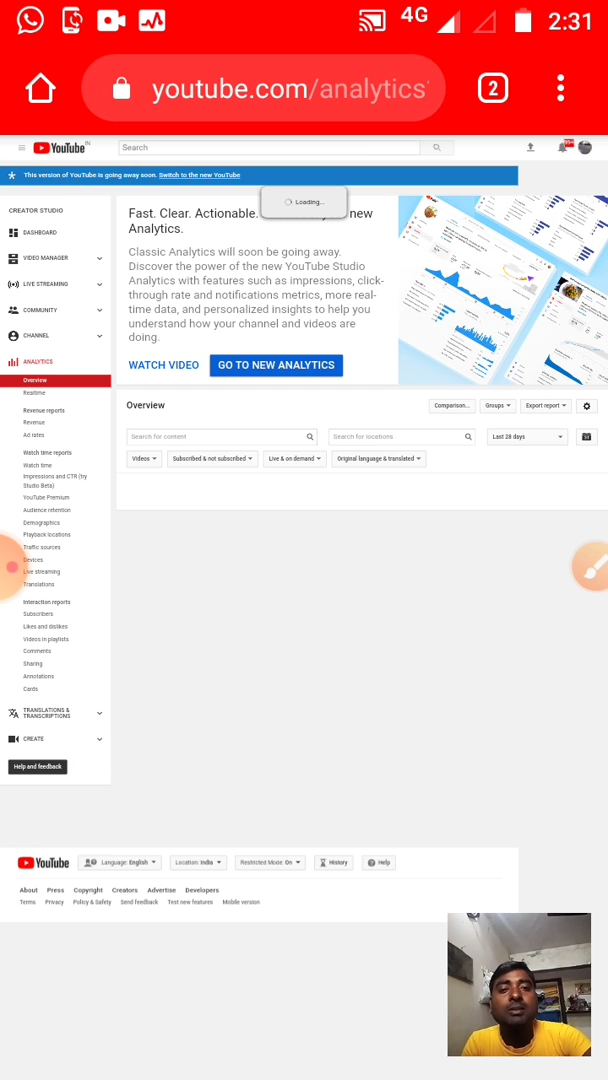 4G
2:31
youtube.com/analytics
2
YouTube IN
Search
This version of YouTube is going away soon. Switch to the new YouTube
Loading...
CREATOR STUDIO
DASHBOARD
VIDEO MANAGER
LIVE STREAMING
COMMUNITY
CHANNEL
ANALYTICS
Overview
Realtime
Revenue reports
Revenue
Ad rates
Watch time reports
Watch time
Impressions and CTR (try
Studio Beta)
YouTube Premium
Audience retention
Demographics
Playback locations
Traffic sources
Devices
Live streaming
Translations
Interaction reports
Subscribers
Likes and dislikes
Videos in playlists
Comments
Sharing
Annotations
Cards
TRANSLATIONS &
TRANSCRIPTIONS
CREATE
Help and feedback
Fast. Clear. Actionable. new
Analytics.
Classic Analytics will soon be going away.
Discover the power of the new YouTube Studio
Analytics with features such as impressions, click-
through rate and notifications metrics, more real-
time data, and personalized insights to help you
understand how your channel and videos are
doing.
WATCH VIDEO
GO TO NEW ANALYTICS
Overview
Comparison...
Groups
Export report
Search for content
Search for locations
Last 28 days
Videos
Subscribed & not subscribed
Live & on demand
Original language & translated
YouTube
Language: English
Location: India
Restricted Mode: On
History
Help
About Press Copyright Creators Advertise Developers
Terms Privacy Policy & Safety Send feedback Test new features Mobile version